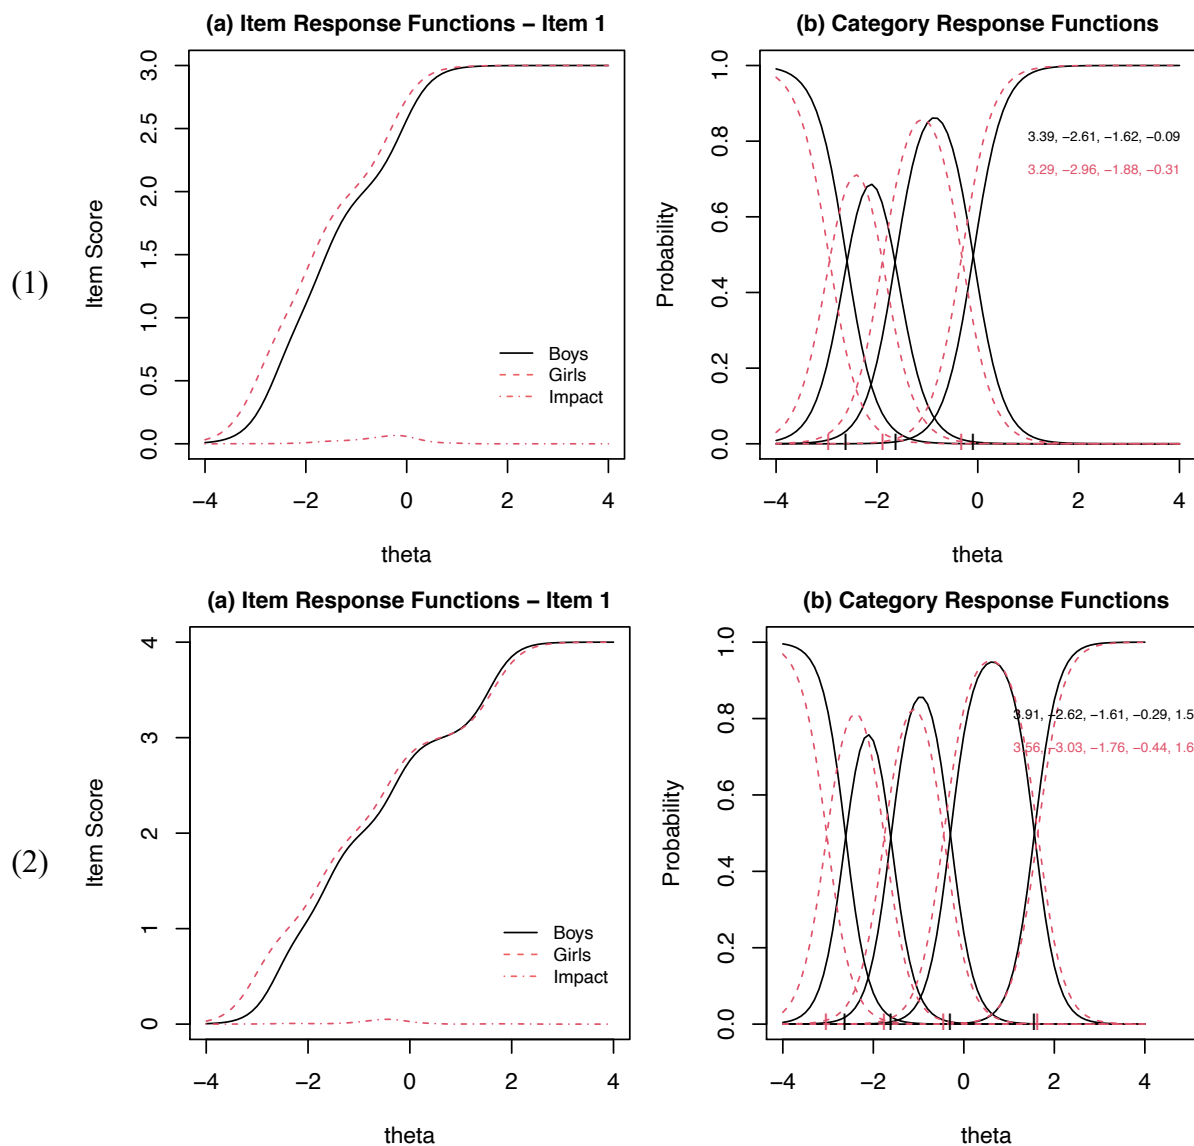 (1)
(a) Item Response Functions – Item 1
Item Score
0.0 0.5 1.0 1.5 2.0 2.5 3.0
Boys
Girls
Impact
−4 −2 0 2 4
theta
(b) Category Response Functions
Probability
0.0 0.2 0.4 0.6 0.8 1.0
3.39, −2.61, −1.62, −0.09
3.29, −2.96, −1.88, −0.31
−4 −2 0 2 4
theta
(2)
(a) Item Response Functions – Item 1
Item Score
0 1 2 3 4
Boys
Girls
Impact
−4 −2 0 2 4
theta
(b) Category Response Functions
Probability
0.0 0.2 0.4 0.6 0.8 1.0
3.91, −2.62, −1.61, −0.29, 1.5
3.56, −3.03, −1.76, −0.44, 1.6
−4 −2 0 2 4
theta